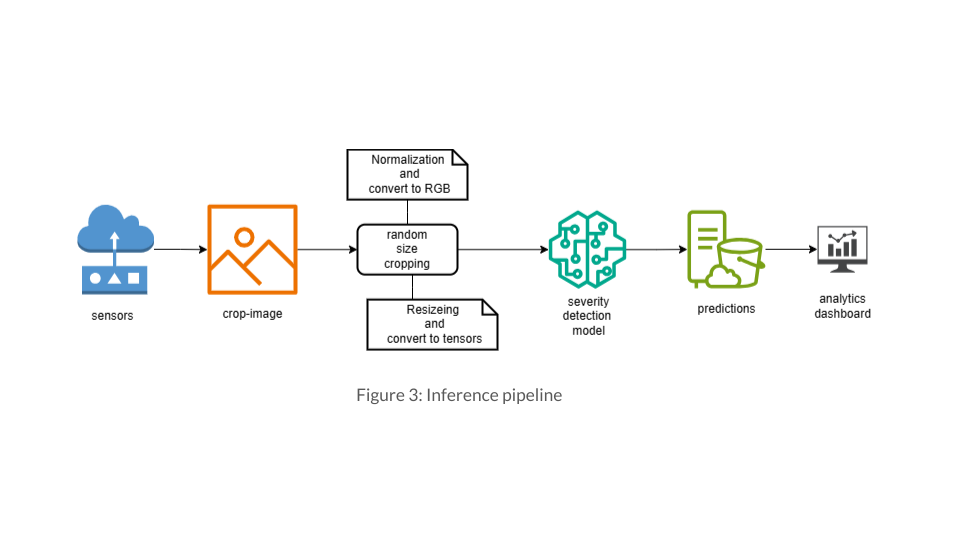 Normalization
and
convert to RGB
random
size
cropping
Resizeing
and
convert to tensors
sensors
crop-image
severity
detection
model
predictions
analytics
dashboard
Figure 3: Inference pipeline